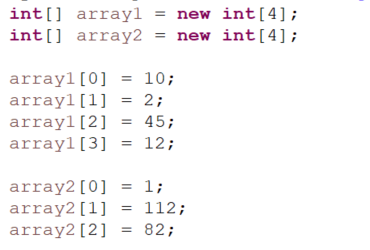 int[] array1 = new int[4];
int[] array2 = new int[4];
array1[0] = 10;
array1[1] = 2;
array1[2] = 45;
array1[3] = 12;
array2[0] = 1;
array2[1] = 112;
array2[2] = 82;